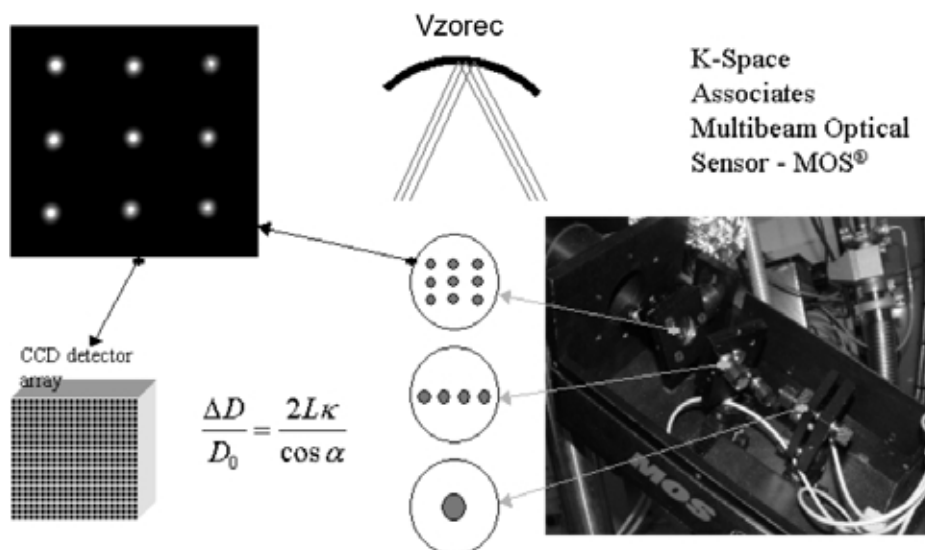 Vzorec
K-Space
Associates
Multibeam Optical
Sensor - MOS®
CCD detector
array
ΔD/D₀ = 2Lκ/cos α
MOS